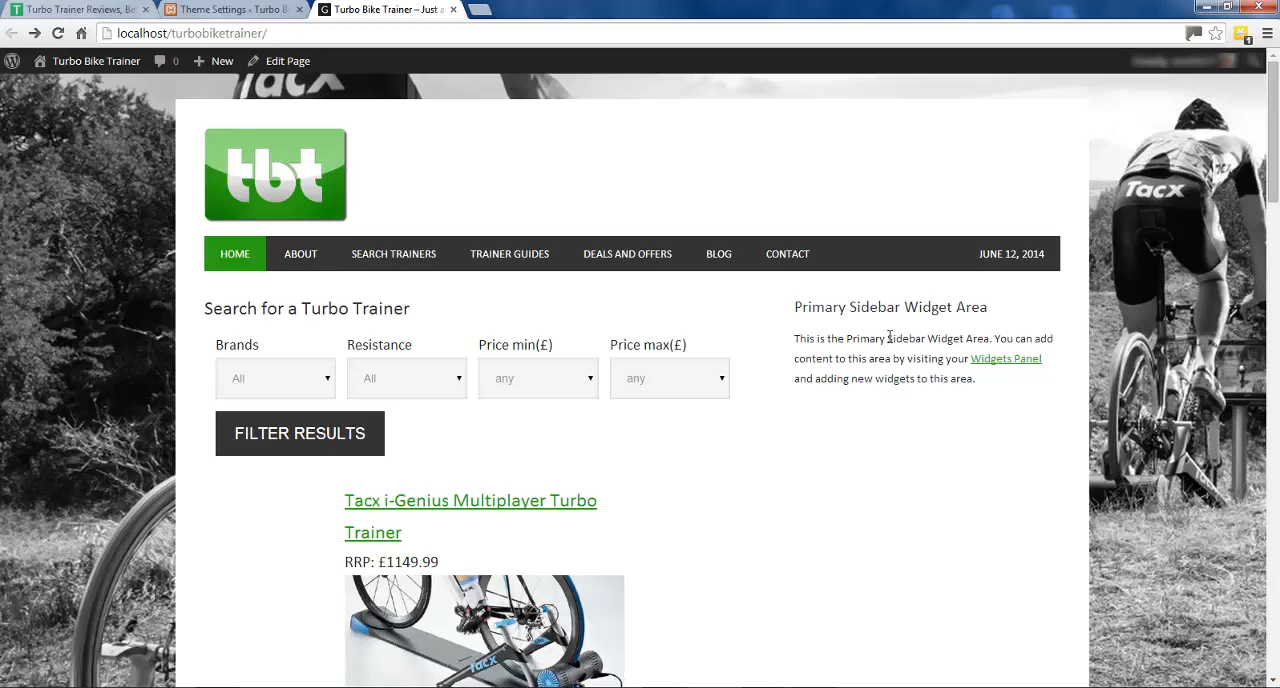 Turbo Trainer Reviews, Be
Theme Settings ‹ Turbo B
Turbo Bike Trainer – Just a
localhost/turbobiketrainer/
1
Turbo Bike Trainer
0
New
Edit Page
Tacx
tbt
Tacx
HOME
ABOUT
SEARCH TRAINERS
TRAINER GUIDES
DEALS AND OFFERS
BLOG
CONTACT
JUNE 12, 2014
Search for a Turbo Trainer
Brands
Resistance
Price min(£)
Price max(£)
All
All
any
any
FILTER RESULTS
Primary Sidebar Widget Area
This is the Primary Sidebar Widget Area. You can add
content to this area by visiting your Widgets Panel
and adding new widgets to this area.
Tacx i-Genius Multiplayer Turbo
Trainer
RRP: £1149.99
Tacx